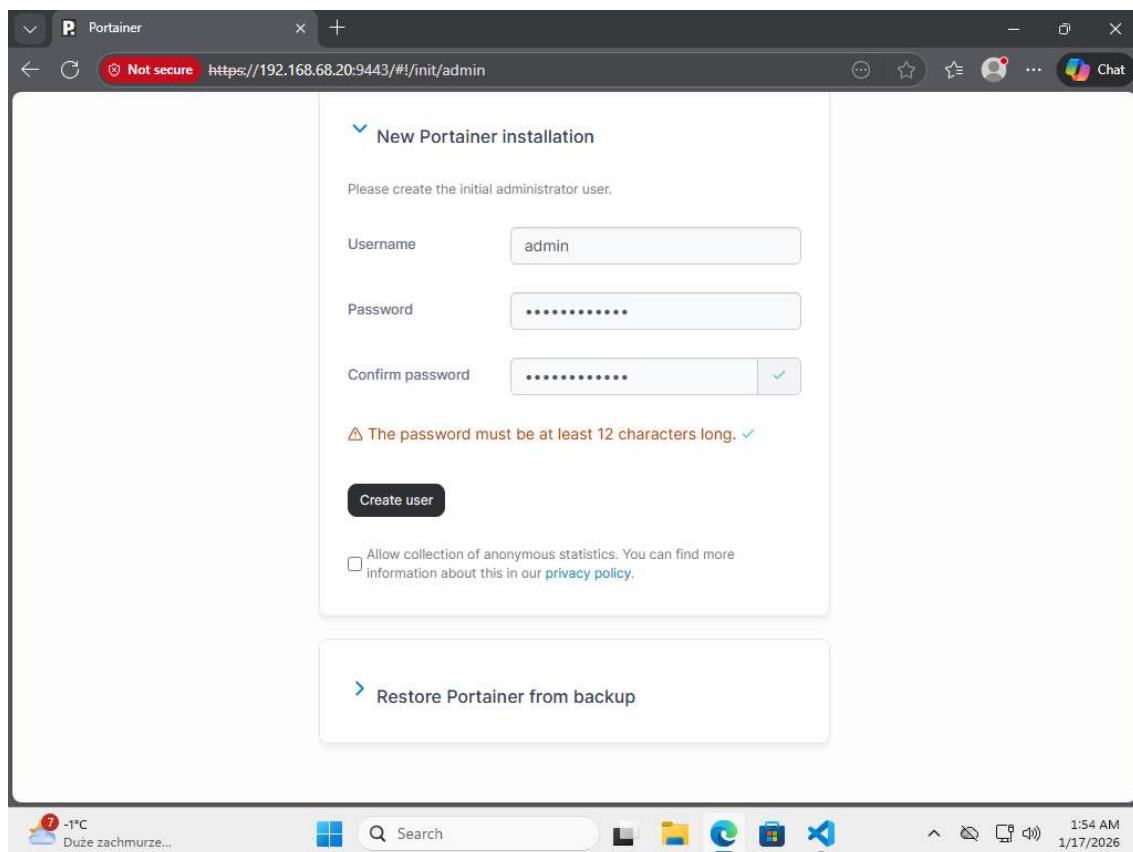 Portainer
Not secure https://192.168.68.20:9443/#!/init/admin
Chat
New Portainer installation
Please create the initial administrator user.
Username
admin
Password
••••••••••••
Confirm password
••••••••••••
The password must be at least 12 characters long.
Create user
Allow collection of anonymous statistics. You can find more
information about this in our privacy policy.
Restore Portainer from backup
7
-1°C
Duże zachmurze...
Search
1:54 AM
1/17/2026